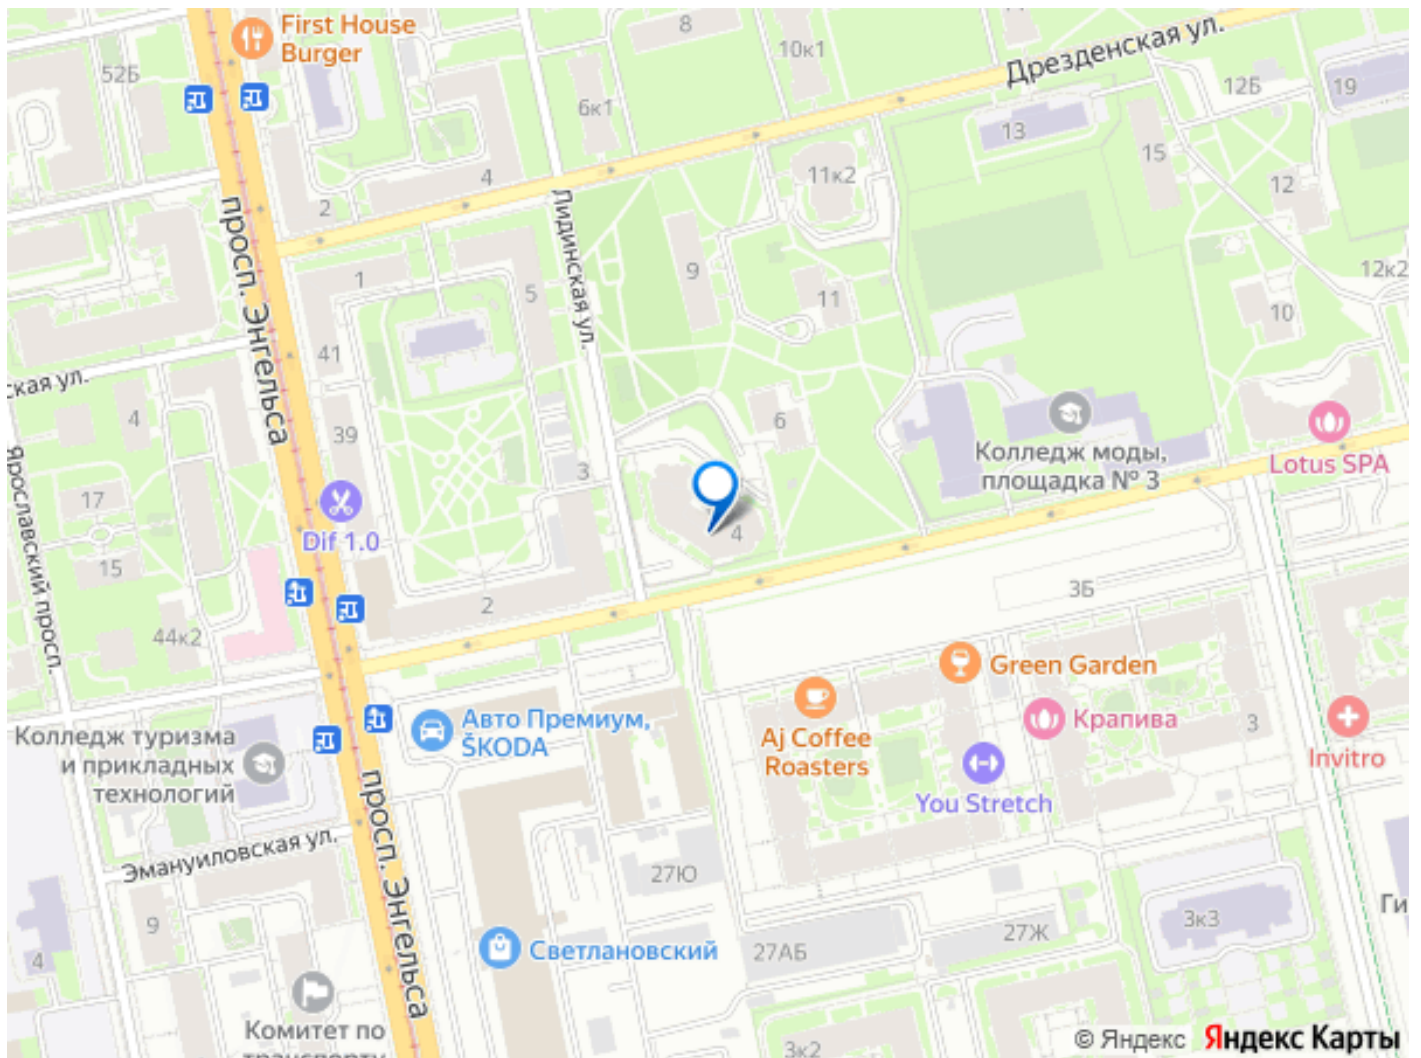 First House
Burger
8
10к1
Дрезденская ул.
52Б
6к1
12Б
19
13
15
4
11к2
12
2
просп. Энгельса
Лидинская ул.
9
12к2
1
5
11
10
41
ская ул.
4
6
39
Колледж моды,
площадка № 3
Lotus SPA
Ярославский просп.
17
3
Dif 1.0
4
15
2
3Б
44к2
Green Garden
Авто Премиум,
ŠKODA
Aj Coffee
Roasters
Крапива
3
Invitro
Колледж туризма
и прикладных
технологий
You Stretch
просп. Энгельса
Эмануиловская ул.
27Ю
9
3к3
Ги
27Ж
4
Светлановский
27АБ
Комитет по
транспорту
3к2
© Яндекс Яндекс Карты